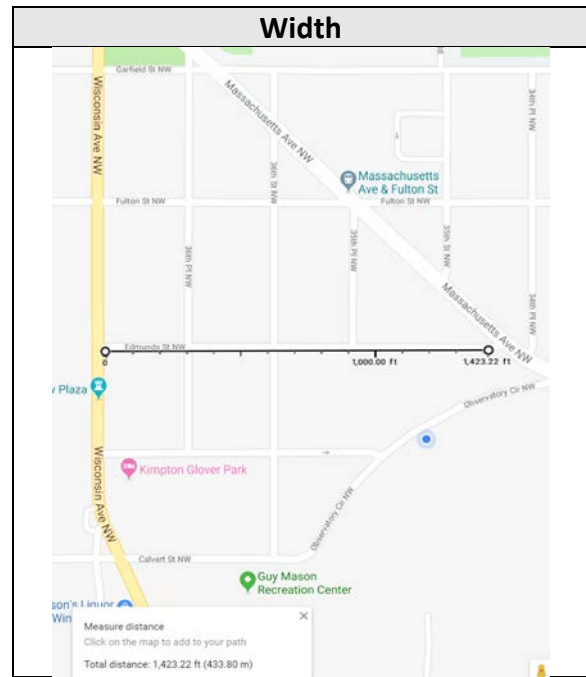 Width
Garfield St NW
Wisconsin Ave NW
Massachusetts Ave NW
36th St NW
34th Pl NW
Massachusetts
Ave & Fulton St
Fulton St NW
Fulton St NW
36th Pl NW
35th Pl NW
35th St NW
34th Pl NW
Massachusetts Ave NW
Edmunds St NW
0
1,000.00 ft
1,423.22 ft
Plaza
Observatory Cir NW
Wisconsin Ave NW
Kimpton Glover Park
Observatory Cir NW
Calvert St NW
Guy Mason
Recreation Center
son's Liquor
Win
Measure distance
Click on the map to add to your path
Total distance: 1,423.22 ft (433.80 m)